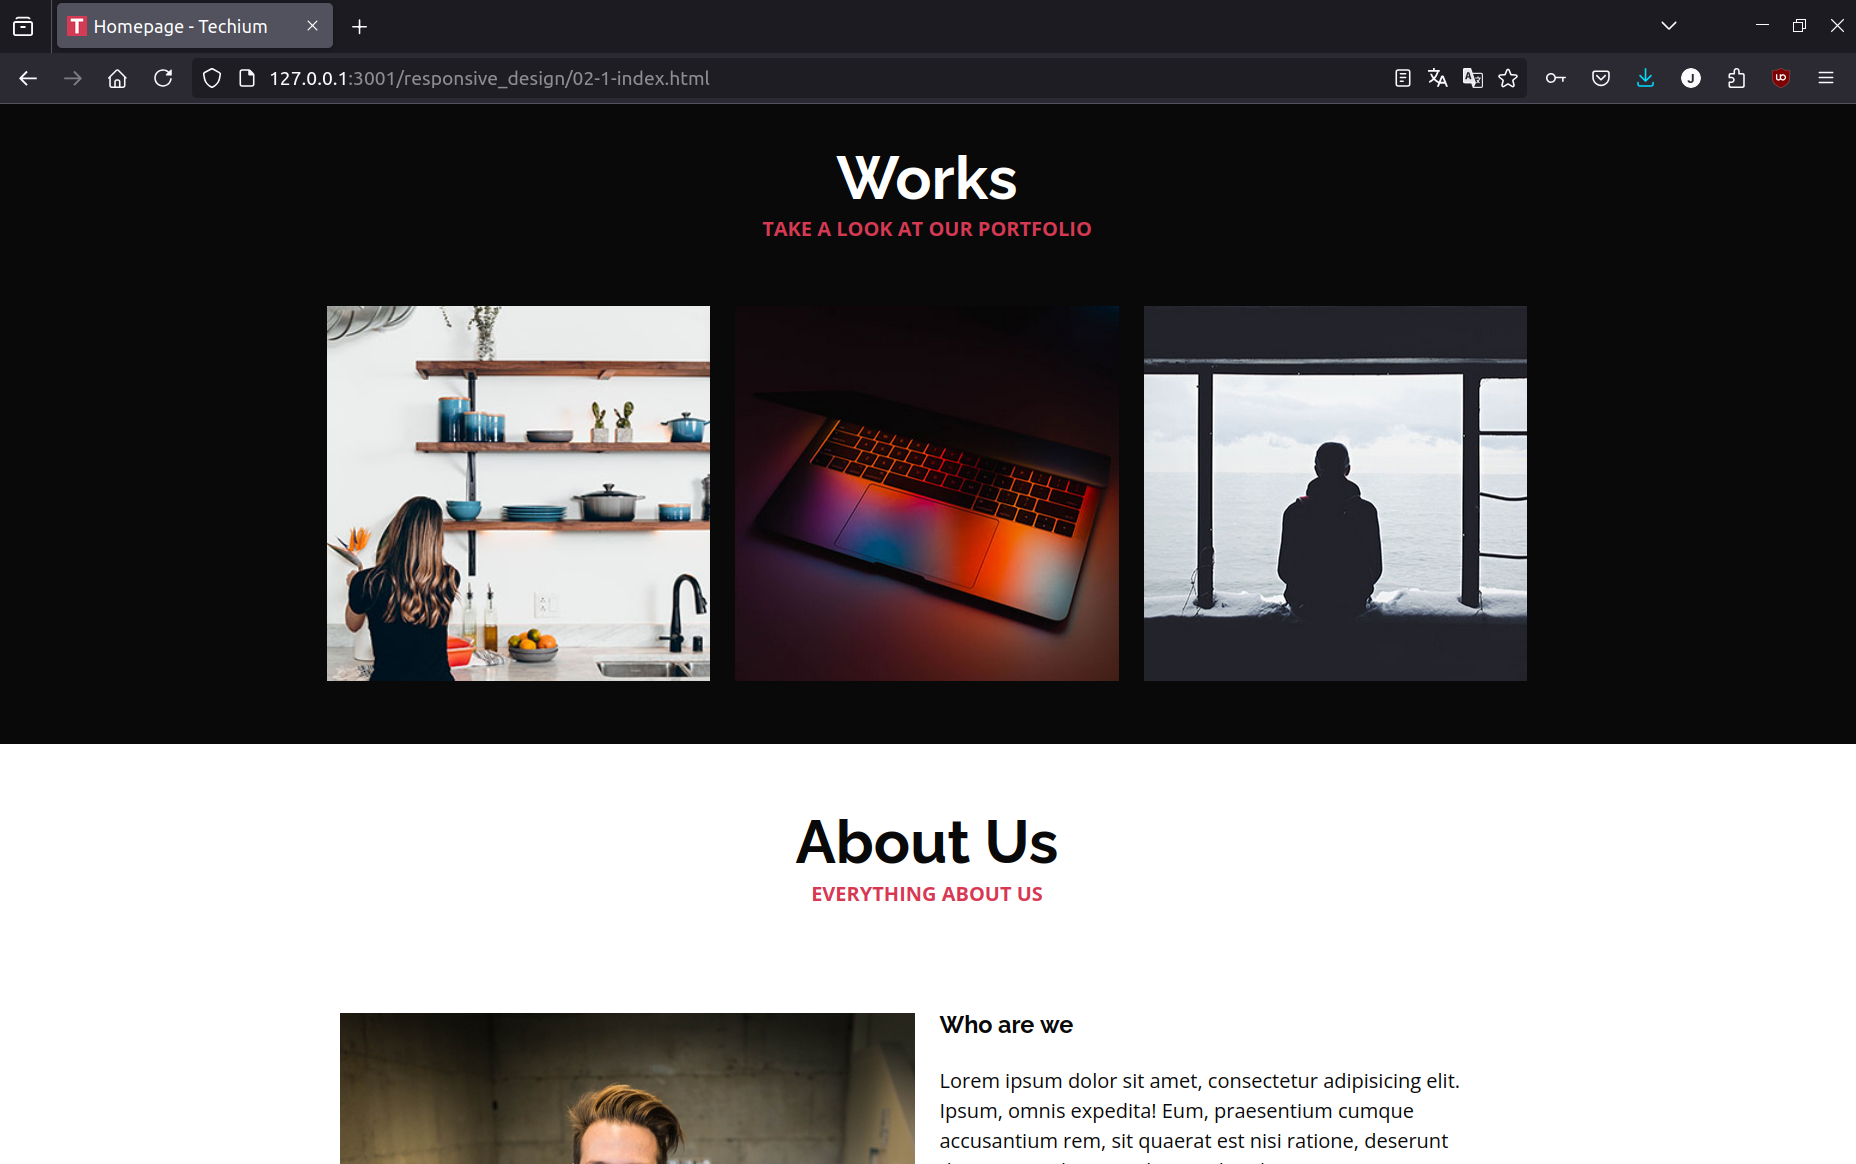 Homepage - Techium
127.0.0.1:3001/responsive_design/02-1-index.html
Works
TAKE A LOOK AT OUR PORTFOLIO
About Us
EVERYTHING ABOUT US
Who are we
Lorem ipsum dolor sit amet, consectetur adipisicing elit.
Ipsum, omnis expedita! Eum, praesentium cumque
accusantium rem, sit quaerat est nisi ratione, deserunt